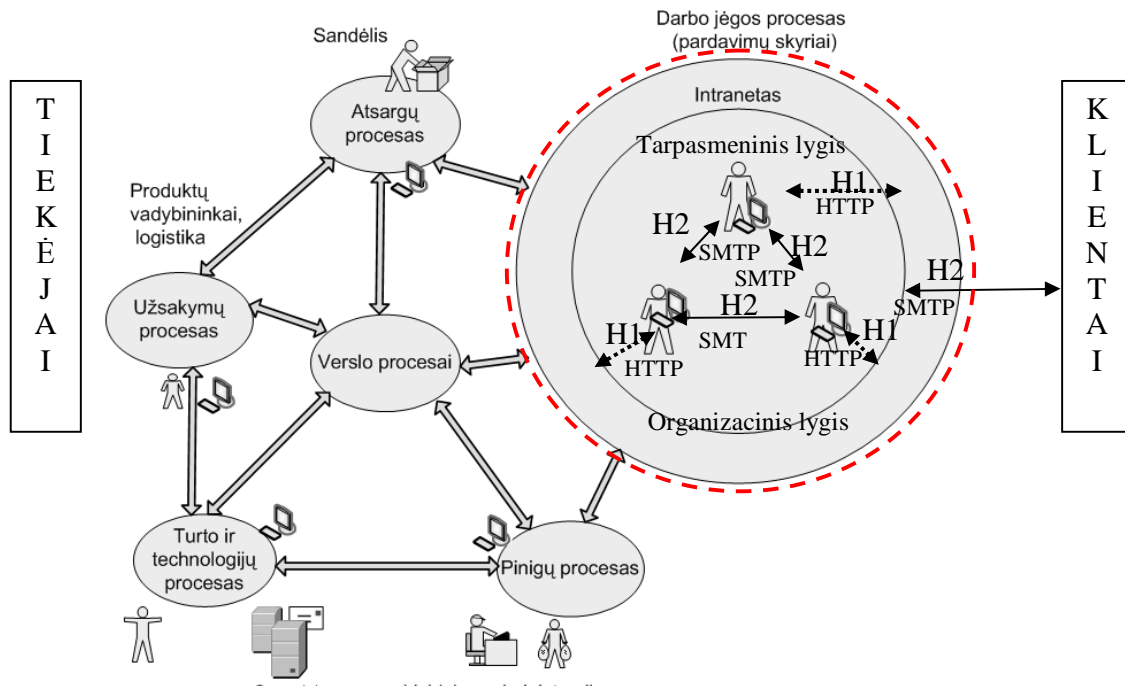 Darbo jėgos procesas
(pardavimų skyriai)
Sandėlis
T
I
E
K
Ė
J
A
I
Atsargų
procesas
Intranetas
Tarpasmeninis lygis
H1
HTTP
Produktų
vadybininkai,
logistika
H2
SMTP
H2
SMTP
Užsakymų
procesas
Verslo procesai
H1
HTTP
H2
SMT
H1
HTTP
H2
SMTP
K
L
I
E
N
T
A
I
Organizacinis lygis
Turto ir
technologijų
procesas
Pinigų procesas